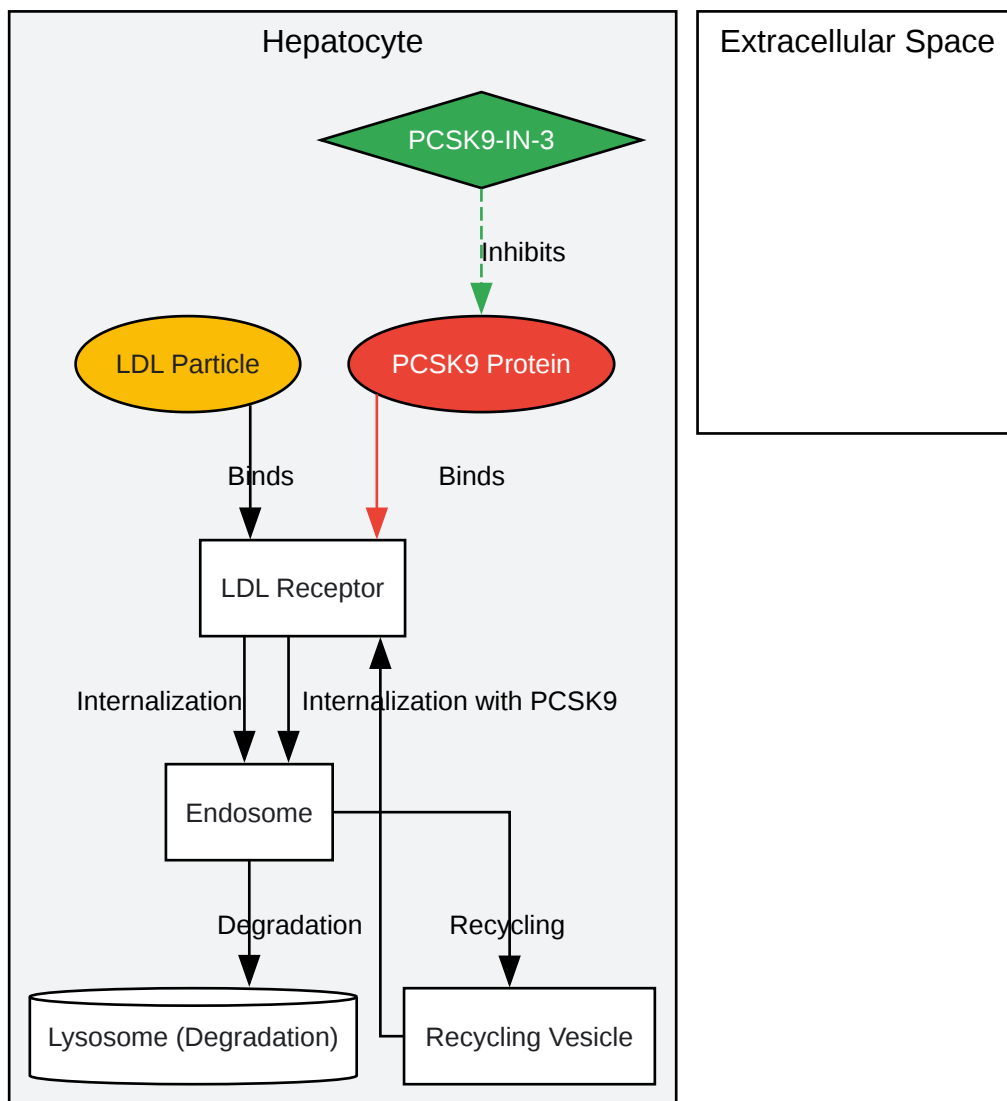 Hepatocyte
Extracellular Space
PCSK9-IN-3
Inhibits
LDL Particle
PCSK9 Protein
Binds
Binds
LDL Receptor
Internalization
Internalization with PCSK9
Endosome
Degradation
Recycling
Lysosome (Degradation)
Recycling Vesicle